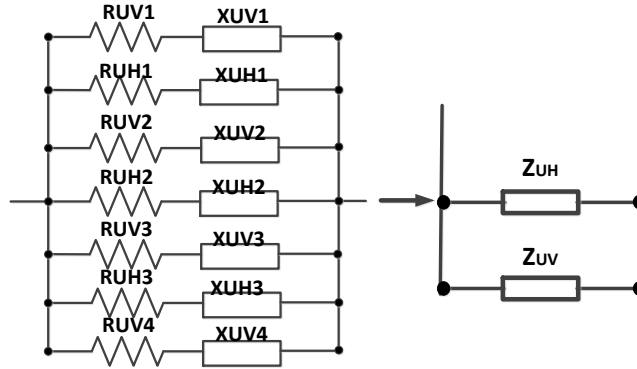 RUV1 XUV1
RUH1 XUH1
RUV2 XUV2
RUH2 XUH2
RUV3 XUV3
RUH3 XUH3
RUV4 XUV4
ZUH
ZUV